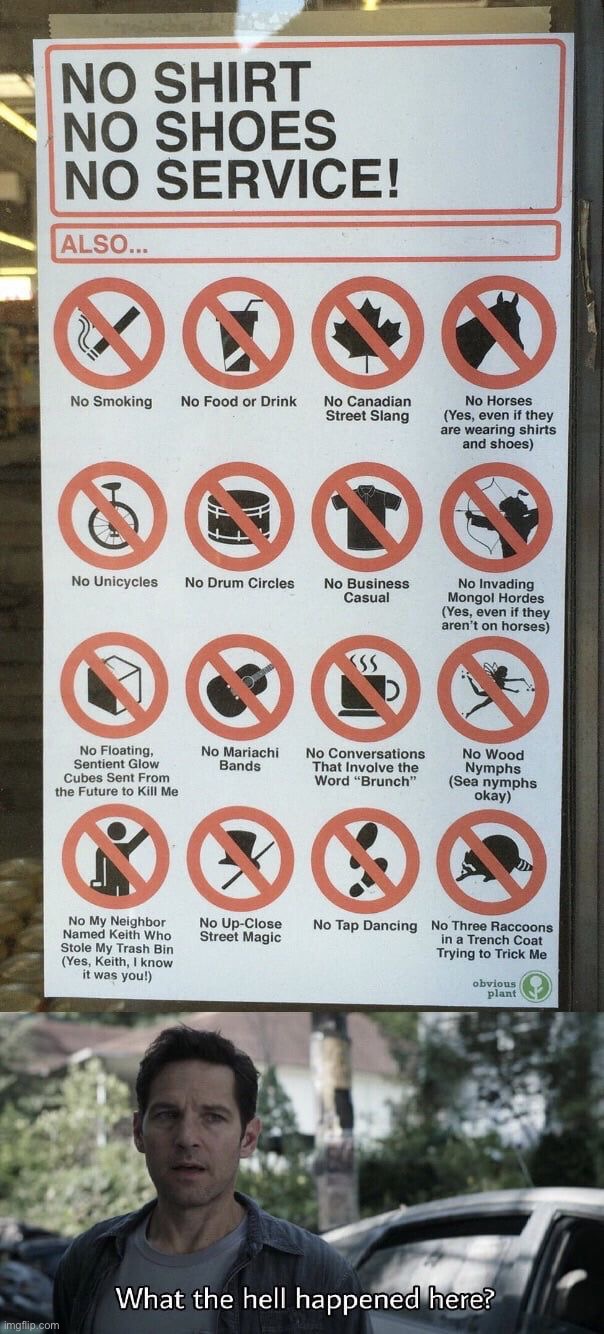 NO SHIRT
NO SHOES
NO SERVICE!
ALSO...
No Smoking
No Food or Drink
No Canadian
Street Slang
No Horses
(Yes, even if they
are wearing shirts
and shoes)
No Unicycles
No Drum Circles
No Business
Casual
No Invading
Mongol Hordes
(Yes, even if they
aren't on horses)
No Floating,
Sentient Glow
Cubes Sent From
the Future to Kill Me
No Mariachi
Bands
No Conversations
That Involve the
Word “Brunch”
No Wood
Nymphs
(Sea nymphs
okay)
No My Neighbor
Named Keith Who
Stole My Trash Bin
(Yes, Keith, I know
it was you!)
No Up-Close
Street Magic
No Tap Dancing
No Three Raccoons
in a Trench Coat
Trying to Trick Me
obvious
plant
What the hell happened here?
imgflip.com